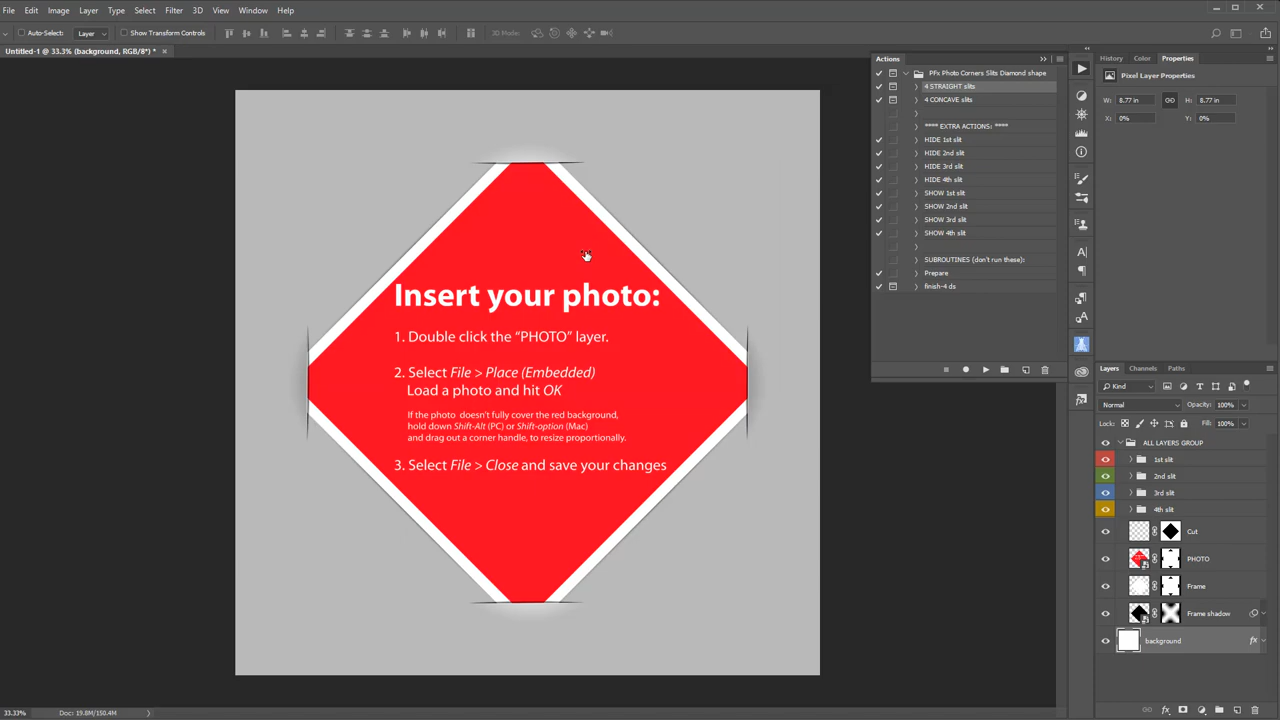 File Edit Image Layer Type Select Filter 3D View Window Help
Auto-Select: Layer Show Transform Controls 3D Mode:
Untitled-1 @ 33.3% (background, RGB/8*) *
Actions
PFx Photo Corners Slits Diamond shape
4 STRAIGHT slits
4 CONCAVE slits
**** EXTRA ACTIONS: ****
HIDE 1st slit
HIDE 2nd slit
HIDE 3rd slit
HIDE 4th slit
SHOW 1st slit
SHOW 2nd slit
SHOW 3rd slit
SHOW 4th slit
SUBROUTINES (don't run these):
Prepare
finish-4 ds
History Color Properties
Pixel Layer Properties
W: 8.77 in H: 8.77 in
X: 0% Y: 0%
Insert your photo:
1. Double click the “PHOTO” layer.
2. Select File > Place (Embedded)
Load a photo and hit OK
If the photo doesn't fully cover the red background,
hold down Shift-Alt (PC) or Shift-option (Mac)
and drag out a corner handle, to resize proportionally.
3. Select File > Close and save your changes
Layers Channels Paths
Kind
Normal Opacity: 100%
Lock: Fill: 100%
ALL LAYERS GROUP
1st slit
2nd slit
3rd slit
4th slit
Cut
PHOTO
Frame
Frame shadow
background fx
33.33% Doc: 19.8M/150.4M